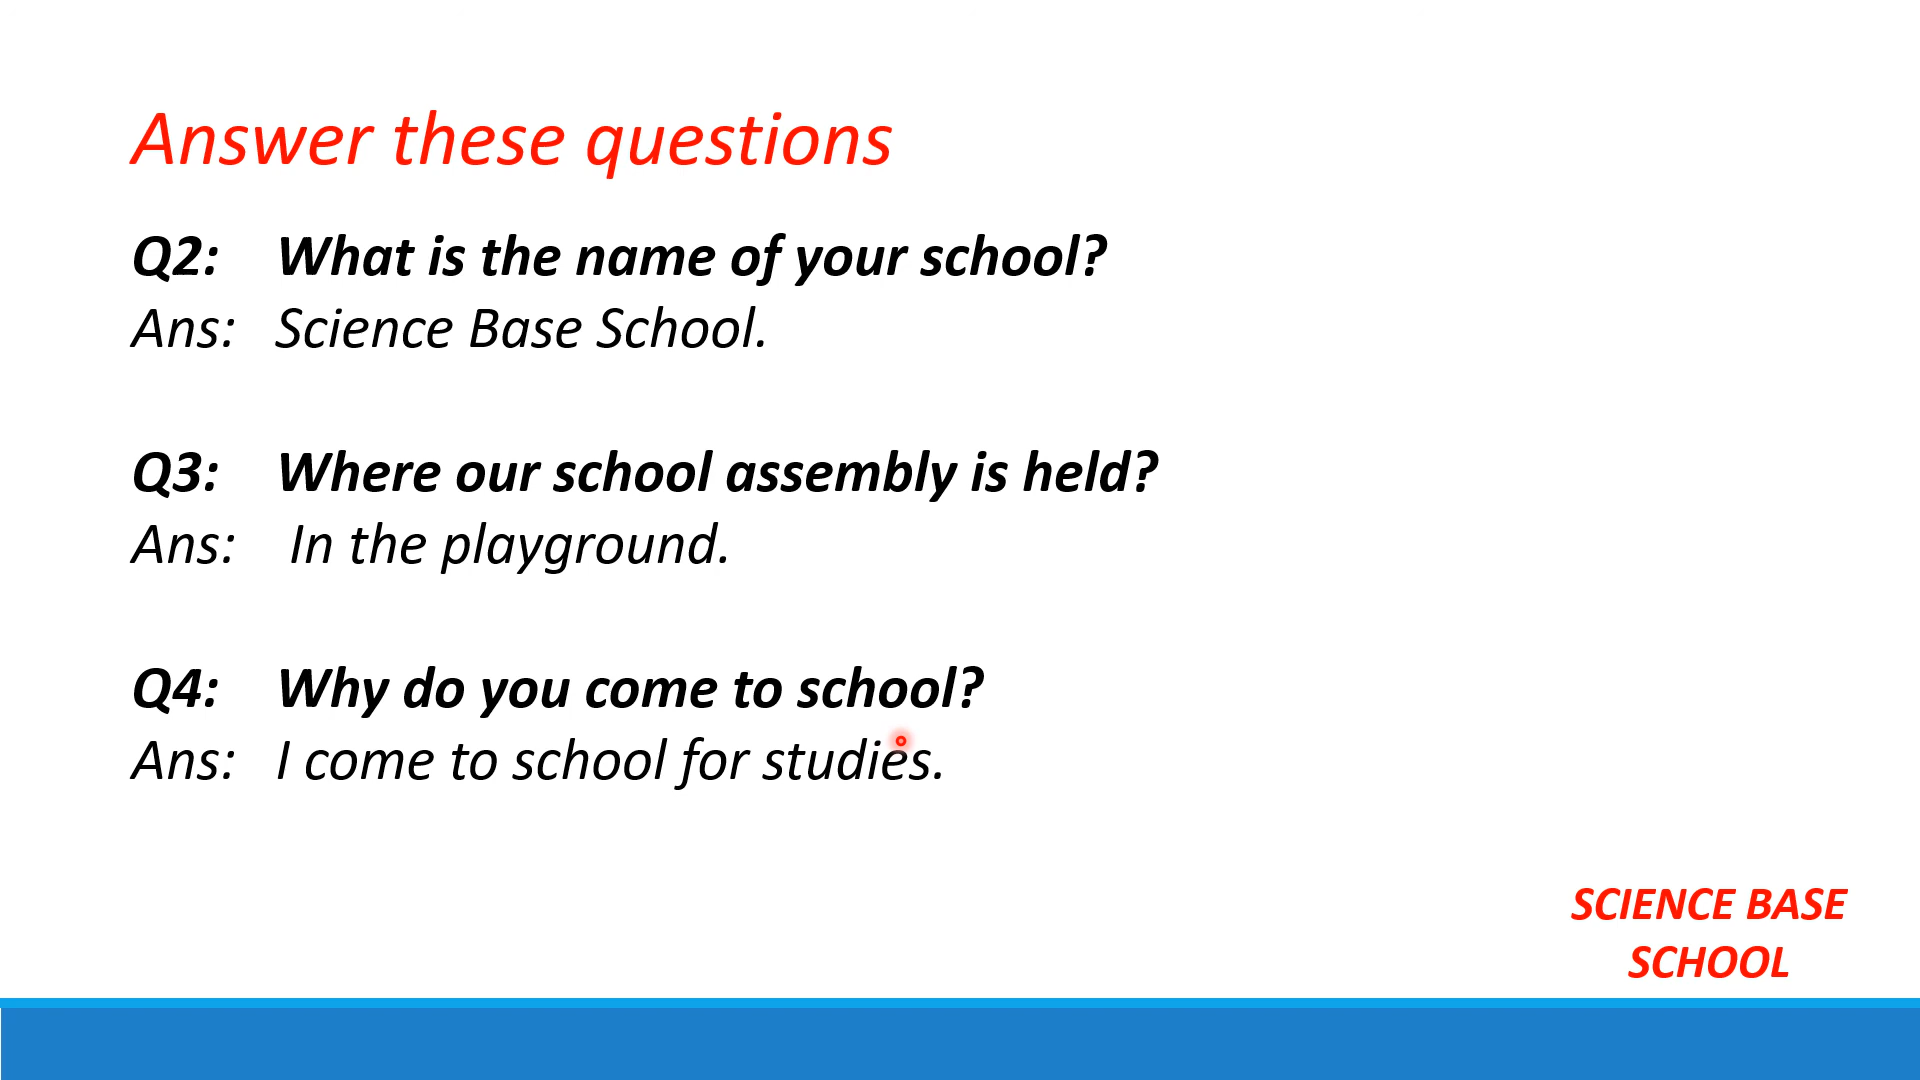 Answer these questions
Q2: What is the name of your school?
Ans: Science Base School.
Q3: Where our school assembly is held?
Ans: In the playground.
Q4: Why do you come to school?
Ans: I come to school for studies.
SCIENCE BASE
SCHOOL